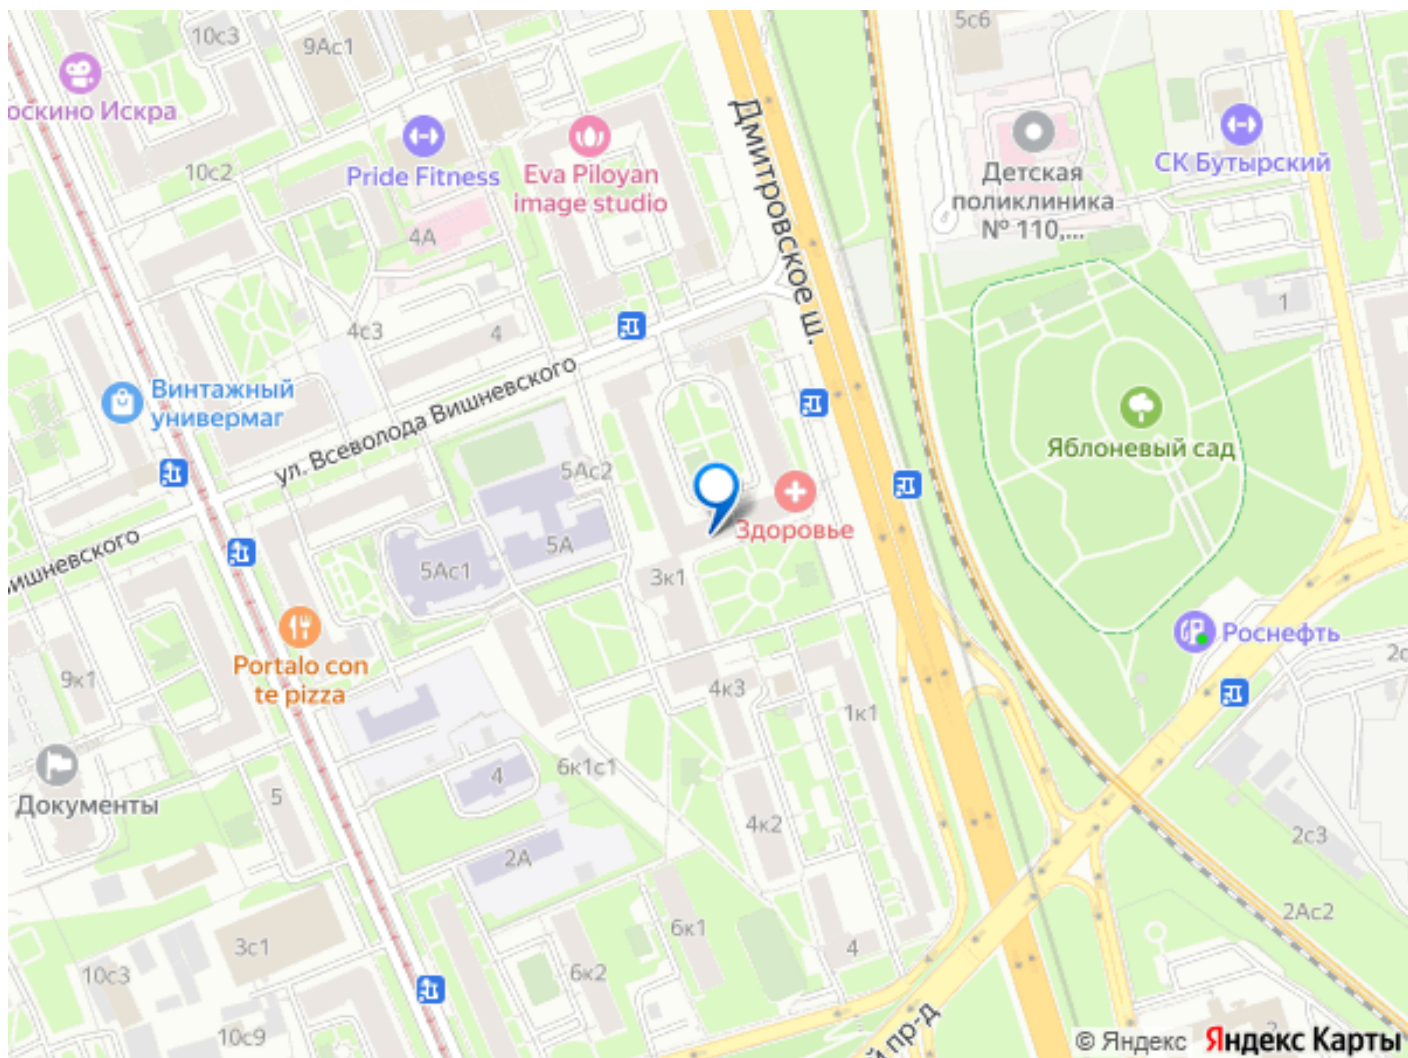 10с3
9Ас1
5с6
оскино Искра
Pride Fitness
Eva Piloyan
image studio
Дмитровское ш.
Детская
поликлиника
№ 110,...
СК Бутырский
10с2
4А
4с3
4
1
Винтажный
универмаг
ул. Всеволода Вишневского
Яблоневый сад
5Ас2
5А
5Ас1
Здоровье
ишневского
3к1
Роснефть
Portalo con
te pizza
9к1
4к3
1к1
2с
Документы
5
4
6к1с1
4к2
2А
2с3
2Ас2
6к1
4
3с1
10с3
6к2
10с9
й пр-д
2
© Яндекс Яндекс Карты